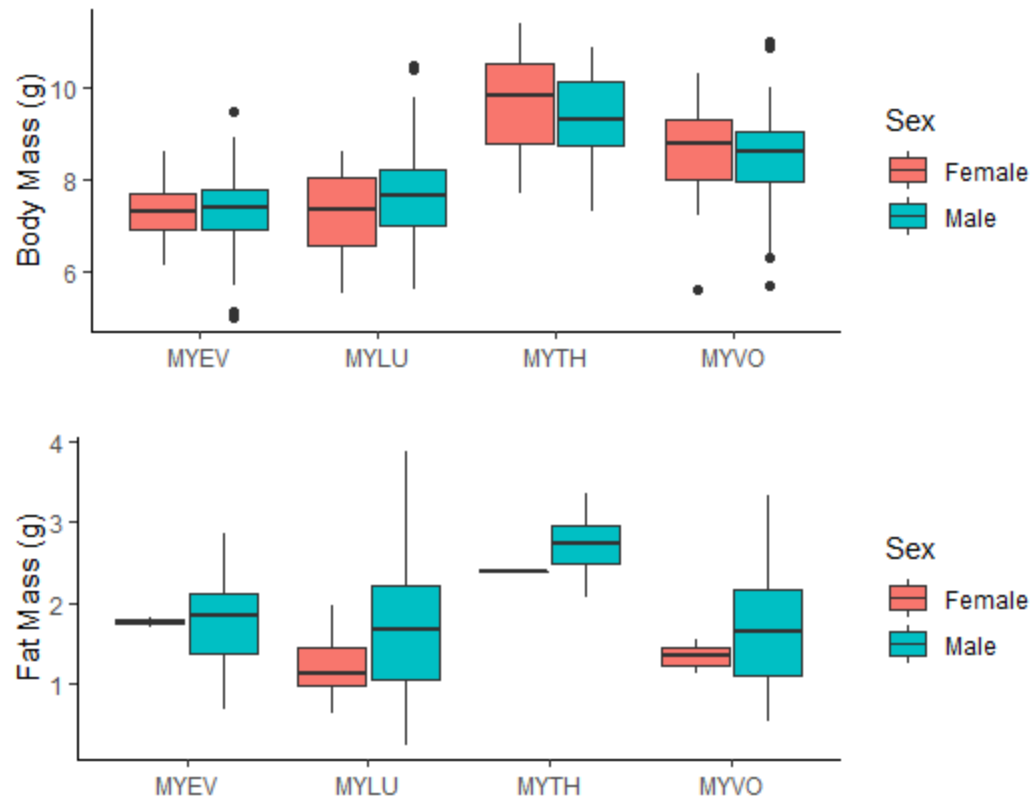 Body Mass (g)
10
8
6
MYEV MYLU MYTH MYVO
Sex
Female
Male
Fat Mass (g)
4
3
2
1
MYEV MYLU MYTH MYVO
Sex
Female
Male